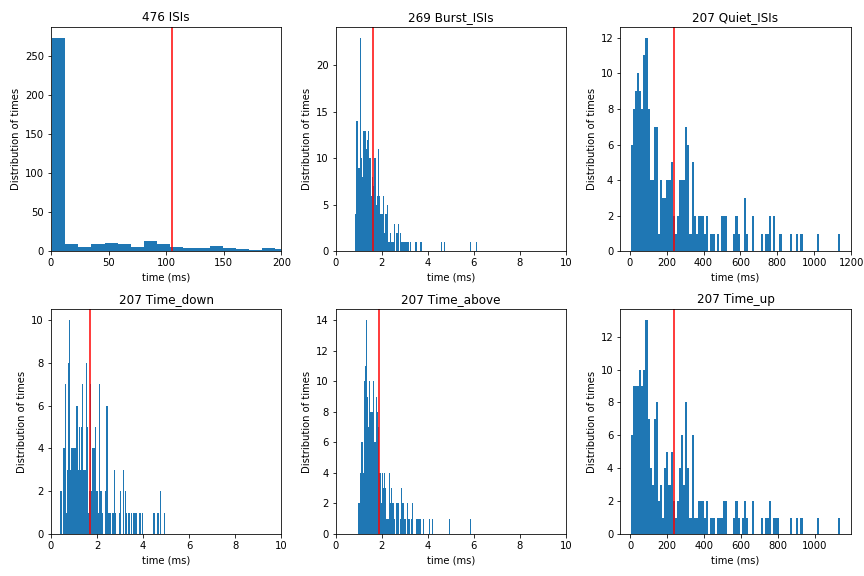 476 ISIs
269 Burst_ISIs
207 Quiet_ISIs
Distribution of times
250
200
150
100
50
0
0 50 100 150 200
time (ms)
Distribution of times
20
15
10
5
0
0 2 4 6 8 10
time (ms)
Distribution of times
12
10
8
6
4
2
0
0 200 400 600 800 1000 1200
time (ms)
207 Time_down
207 Time_above
207 Time_up
Distribution of times
10
8
6
4
2
0
0 2 4 6 8 10
time (ms)
Distribution of times
14
12
10
8
6
4
2
0
0 2 4 6 8 10
time (ms)
Distribution of times
12
10
8
6
4
2
0
0 200 400 600 800 1000
time (ms)